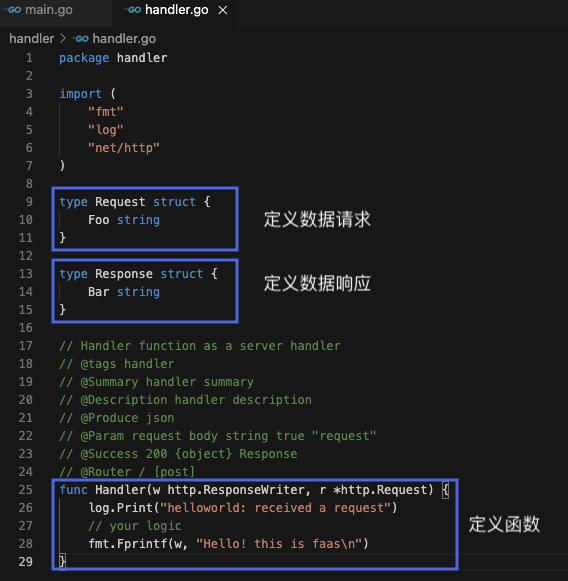 main.go handler.go ×
handler > handler.go
1 package handler
2
3 import (
4 "fmt"
5 "log"
6 "net/http"
7 )
8
9 type Request struct {
10 Foo string
11 }
定义数据请求
12
13 type Response struct {
14 Bar string
15 }
定义数据响应
16
17 // Handler function as a server handler
18 // @tags handler
19 // @Summary handler summary
20 // @Description handler description
21 // @Produce json
22 // @Param request body string true "request"
23 // @Success 200 {object} Response
24 // @Router / [post]
25 func Handler(w http.ResponseWriter, r *http.Request) {
26 log.Print("helloworld: received a request")
27 // your logic
28 fmt.Fprintf(w, "Hello! this is faas\n")
29 }
定义函数